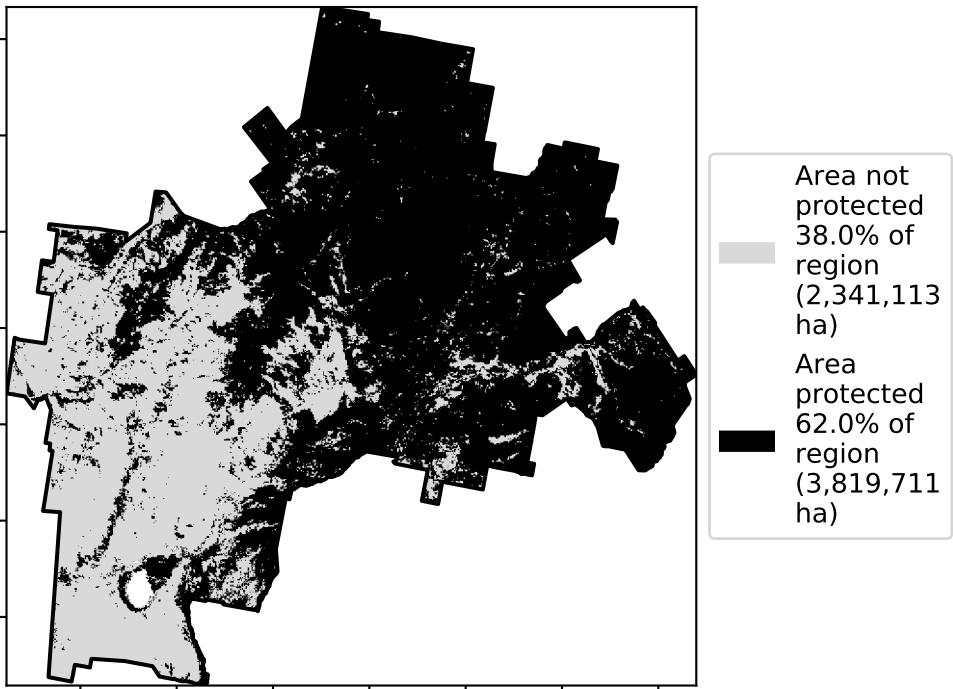 Area not
protected
38.0% of
region
(2,341,113
ha)
Area
protected
62.0% of
region
(3,819,711
ha)